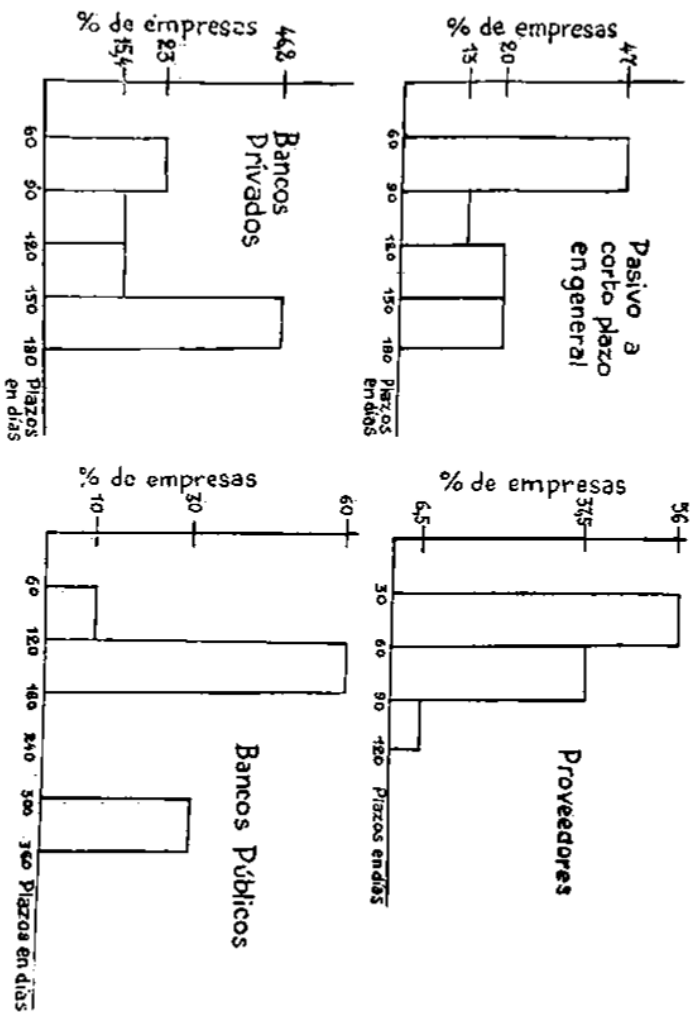 % de empresas
47
20
13
Pasivo a
corto plazo
en general
60 90 120 150 180 Plazos
en días
% de empresas
56
37,5
6,5
Proveedores
30 60 90 120 Plazos en días
% de empresas
46,2
23
15,4
Bancos
Privados
60 90 120 150 180 Plazos
en días
% de empresas
60
30
10
Bancos Públicos
60 120 180 240 300 360 Plazos en días